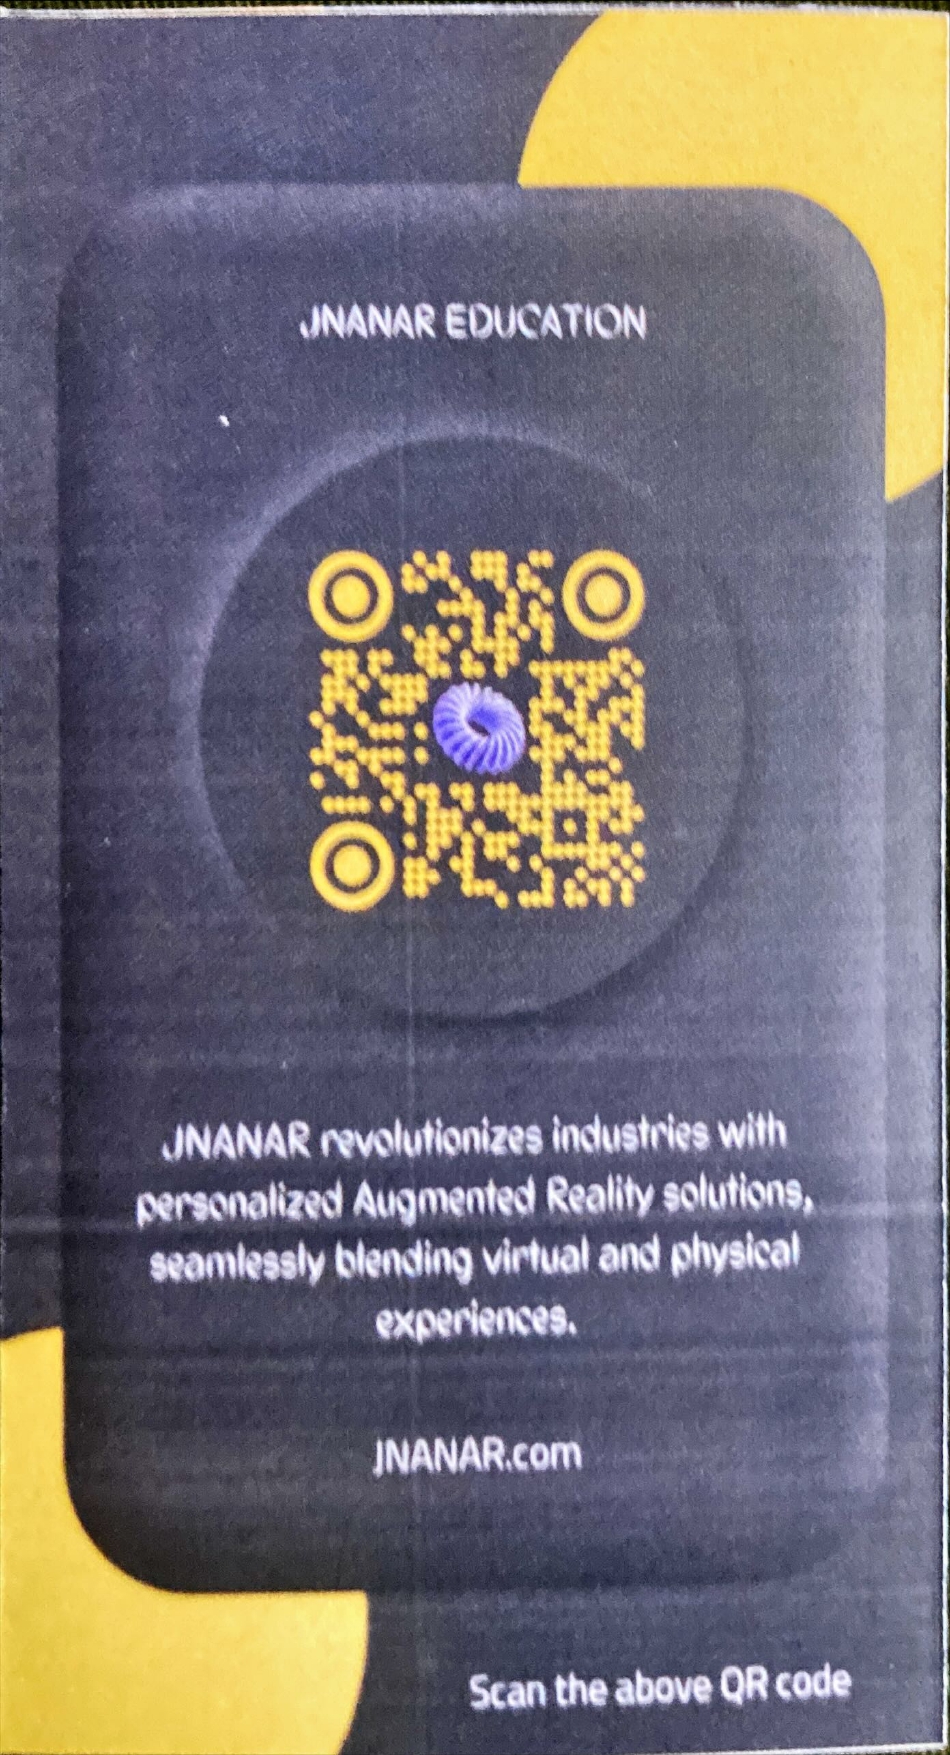 JNANAR EDUCATION
JNANAR revolutionizes industries with
personalized Augmented Reality solutions,
seamlessly blending virtual and physical
experiences.
JNANAR.com
Scan the above QR code